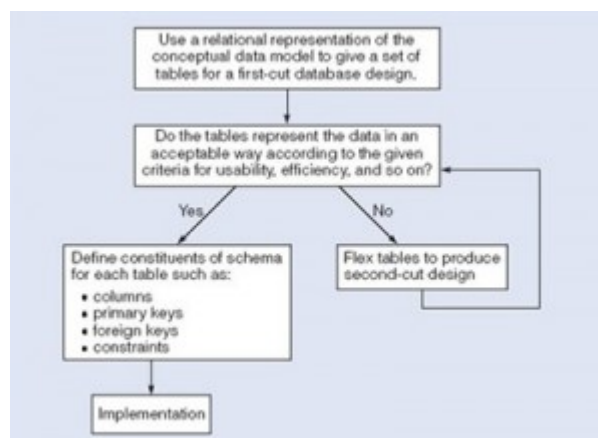 Use a relational representation of the
conceptual data model to give a set of
tables for a first-cut database design.
Do the tables represent the data in an
acceptable way according to the given
criteria for usability, efficiency, and so on?
Yes
No
Define constituents of schema
for each table such as:
• columns
• primary keys
• foreign keys
• constraints
Flex tables to produce
second-cut design
Implementation